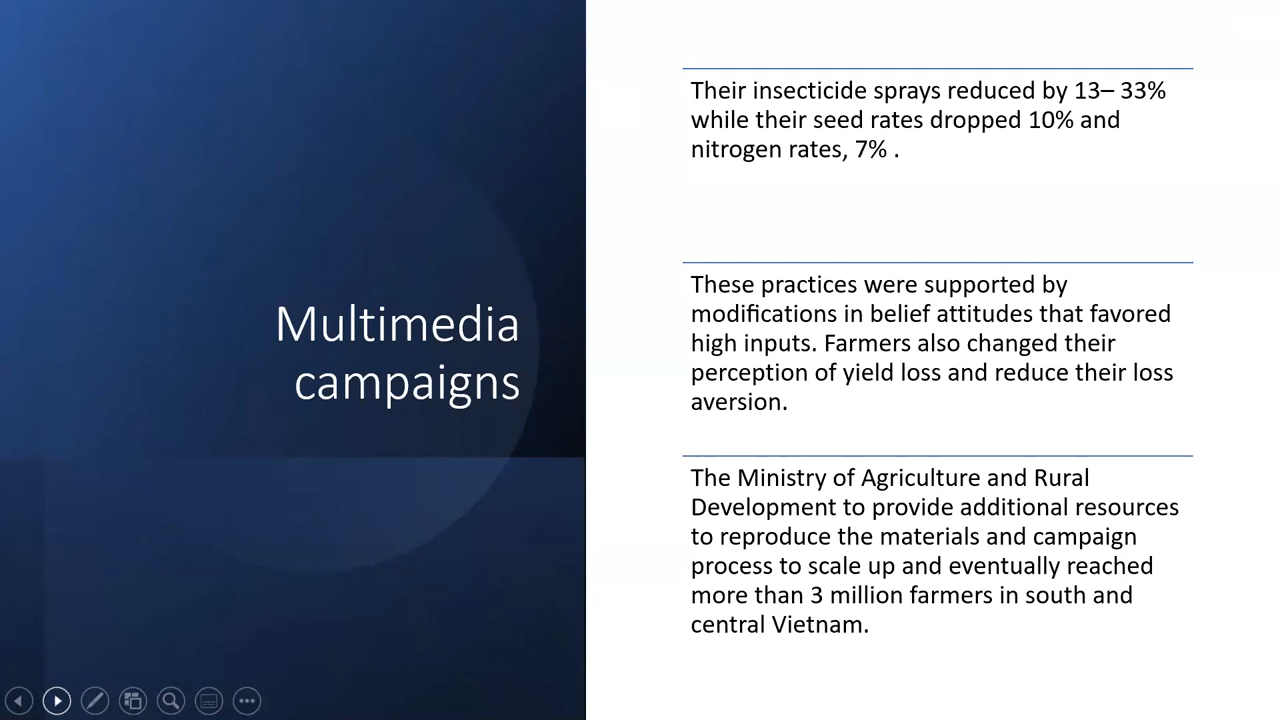 Multimedia
campaigns
Their insecticide sprays reduced by 13– 33%
while their seed rates dropped 10% and
nitrogen rates, 7% .
These practices were supported by
modifications in belief attitudes that favored
high inputs. Farmers also changed their
perception of yield loss and reduce their loss
aversion.
The Ministry of Agriculture and Rural
Development to provide additional resources
to reproduce the materials and campaign
process to scale up and eventually reached
more than 3 million farmers in south and
central Vietnam.